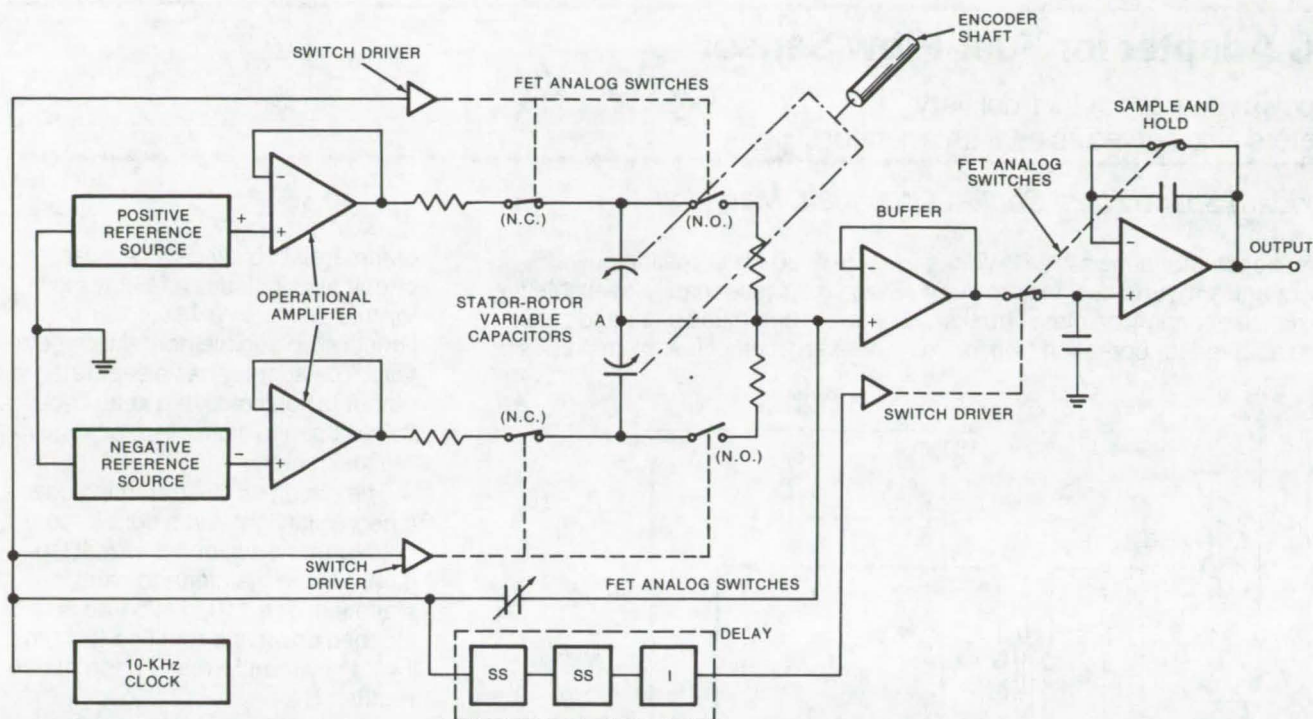 ENCODER
SHAFT
SWITCH DRIVER
FET ANALOG SWITCHES
SAMPLE AND
HOLD
FET ANALOG
SWITCHES
POSITIVE
REFERENCE
SOURCE
+
-
+
(N.C.)
(N.O.)
BUFFER
-
+
OUTPUT
OPERATIONAL
AMPLIFIER
STATOR-ROTOR
VARIABLE
CAPACITORS
A
+
SWITCH DRIVER
NEGATIVE
REFERENCE
SOURCE
-
-
+
(N.C.)
(N.O.)
SWITCH
DRIVER
FET ANALOG SWITCHES
10-KHz
CLOCK
DELAY
SS
SS
I